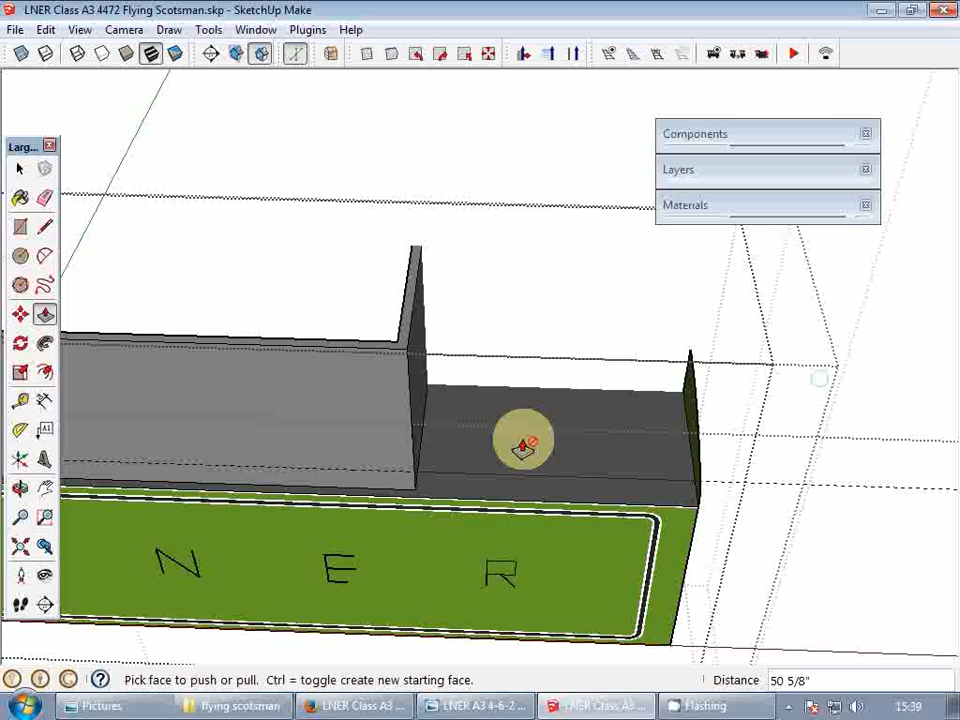 LNER Class A3 4472 Flying Scotsman.skp - SketchUp Make
File Edit View Camera Draw Tools Window Plugins Help
Larg...
Components
Layers
Materials
A1
N E R
Pick face to push or pull. Ctrl = toggle create new starting face.
Distance 50 5/8"
Pictures
flying scotsman
LNER Class A3 ...
LNER A3 4-6-2 ...
LNER Class A3 ...
Flashing
15:39